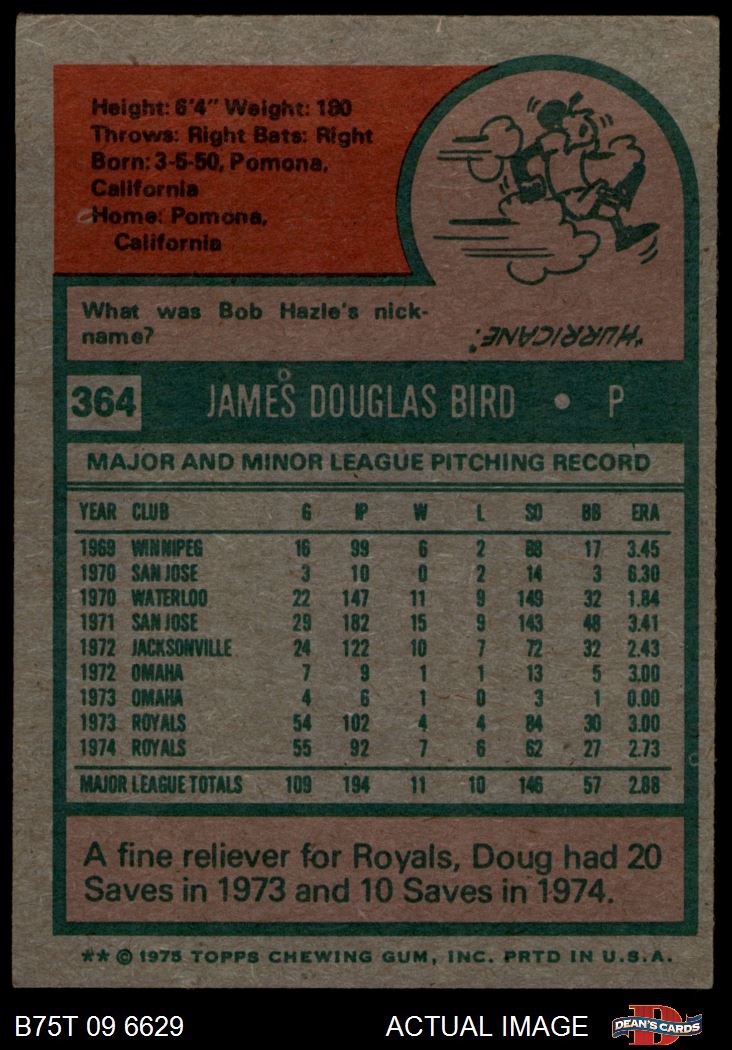 Height: 6'4" Weight: 180
Throws: Right Bats: Right
Born: 3-5-50, Pomona,
California
Home: Pomona,
California
What was Bob Hazle's nick-
name?
"HURRICANE."
364 JAMES DOUGLAS BIRD • P
MAJOR AND MINOR LEAGUE PITCHING RECORD
YEAR CLUB G IP W L SO BB ERA
1969 WINNIPEG 16 99 6 2 88 17 3.45
1970 SAN JOSE 3 10 0 2 14 3 6.30
1970 WATERLOO 22 147 11 9 149 32 1.84
1971 SAN JOSE 29 182 15 9 143 48 3.41
1972 JACKSONVILLE 24 122 10 7 72 32 2.43
1972 OMAHA 7 9 1 1 13 5 3.00
1973 OMAHA 4 6 1 0 3 1 0.00
1973 ROYALS 54 102 4 4 84 30 3.00
1974 ROYALS 55 92 7 6 62 27 2.73
MAJOR LEAGUE TOTALS 109 194 11 10 146 57 2.88
A fine reliever for Royals, Doug had 20
Saves in 1973 and 10 Saves in 1974.
** © 1975 TOPPS CHEWING GUM, INC. PRTD IN U.S.A.
B75T 09 6629 ACTUAL IMAGE
D
DEAN'S CARDS